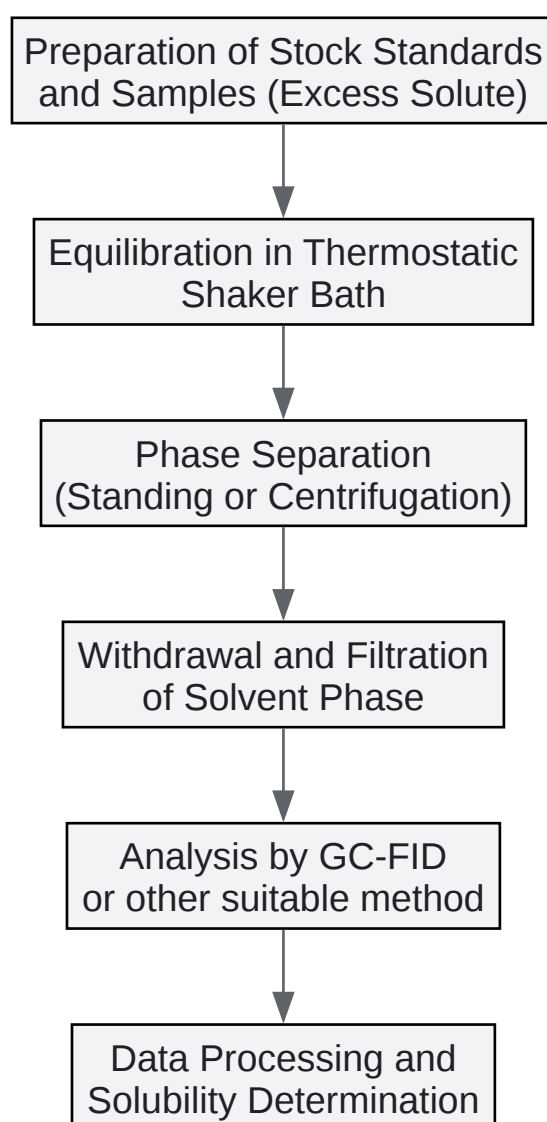 Preparation of Stock Standards
and Samples (Excess Solute)
Equilibration in Thermostatic
Shaker Bath
Phase Separation
(Standing or Centrifugation)
Withdrawal and Filtration
of Solvent Phase
Analysis by GC-FID
or other suitable method
Data Processing and
Solubility Determination